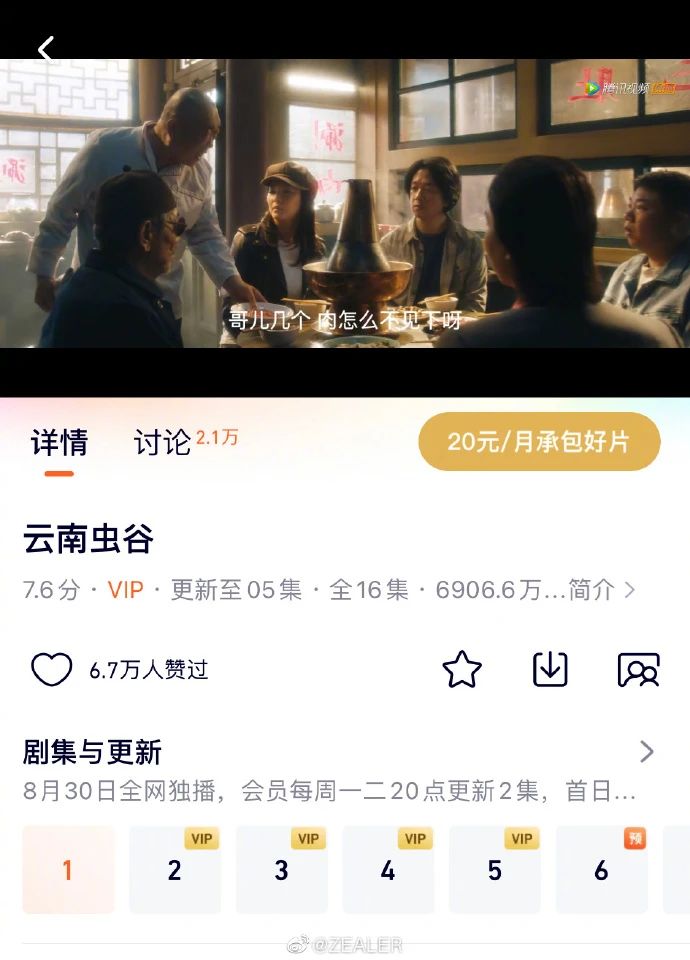 腾讯视频
哥儿几个 肉怎么不见下呀
详情
讨论 2.1万
20元/月承包好片
云南虫谷
7.6分 · VIP · 更新至05集 · 全16集 · 6906.6万...简介
6.7万人赞过
剧集与更新
8月30日全网独播，会员每周一二20点更新2集，首日...
1
2 VIP
3 VIP
4 VIP
5 VIP
6 预
@ZEALER